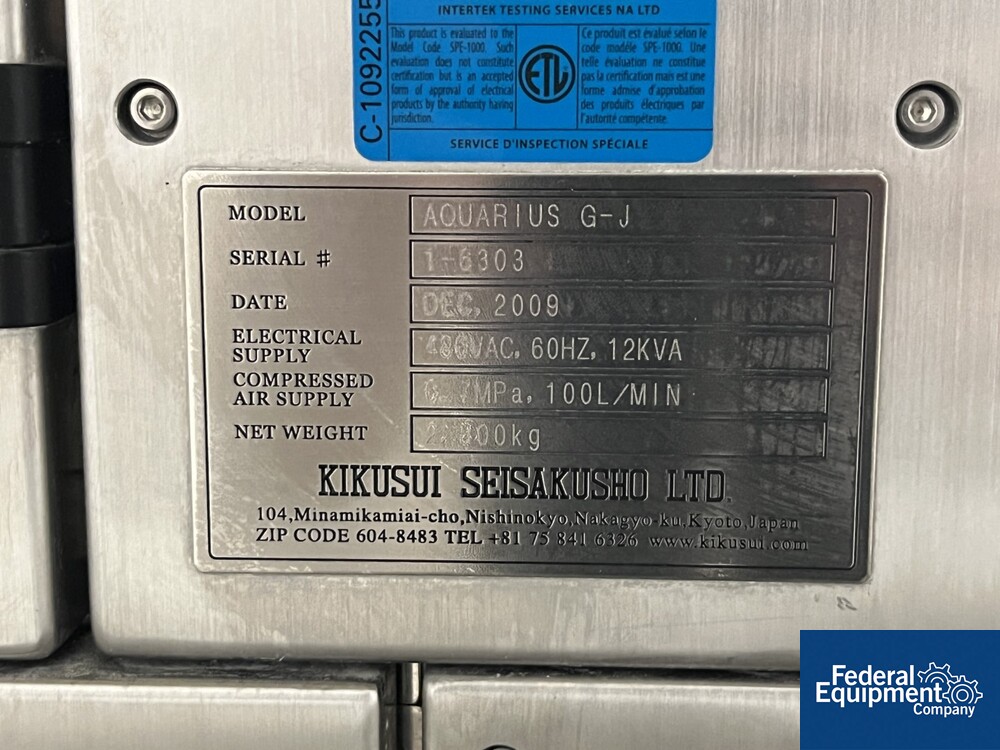 INTERTEK TESTING SERVICES NA LTD
C-1092255
This product is evaluated to the
Model Code SPE-1000. Such
evaluation does not constitute
certification but is an accepted
form of approval of electrical
products by the authority having
jurisdiction.
ETL
Ce produit est évalué selon le
code modèle SPE-1000. Une
telle évaluation ne constitue
pas la certification mais est une
forme admise d'approbation
des produits électriques par
l'autorité compétente.
SERVICE D'INSPECTION SPÉCIALE
MODEL AQUARIUS G-J
SERIAL # 1-6303
DATE DEC, 2009
ELECTRICAL
SUPPLY
VAC, 60HZ, 12KVA
COMPRESSED
AIR SUPPLY
MPa, 100L/MIN
NET WEIGHT
KIKUSUI SEISAKUSHO LTD.
104,Minamikamiai-cho,Nishinokyo,Nakagyo-ku,Kyoto,Japan
ZIP CODE 604-8483 TEL +81 75 841 6326 www.kikusui.com
Federal
Equipment
Company